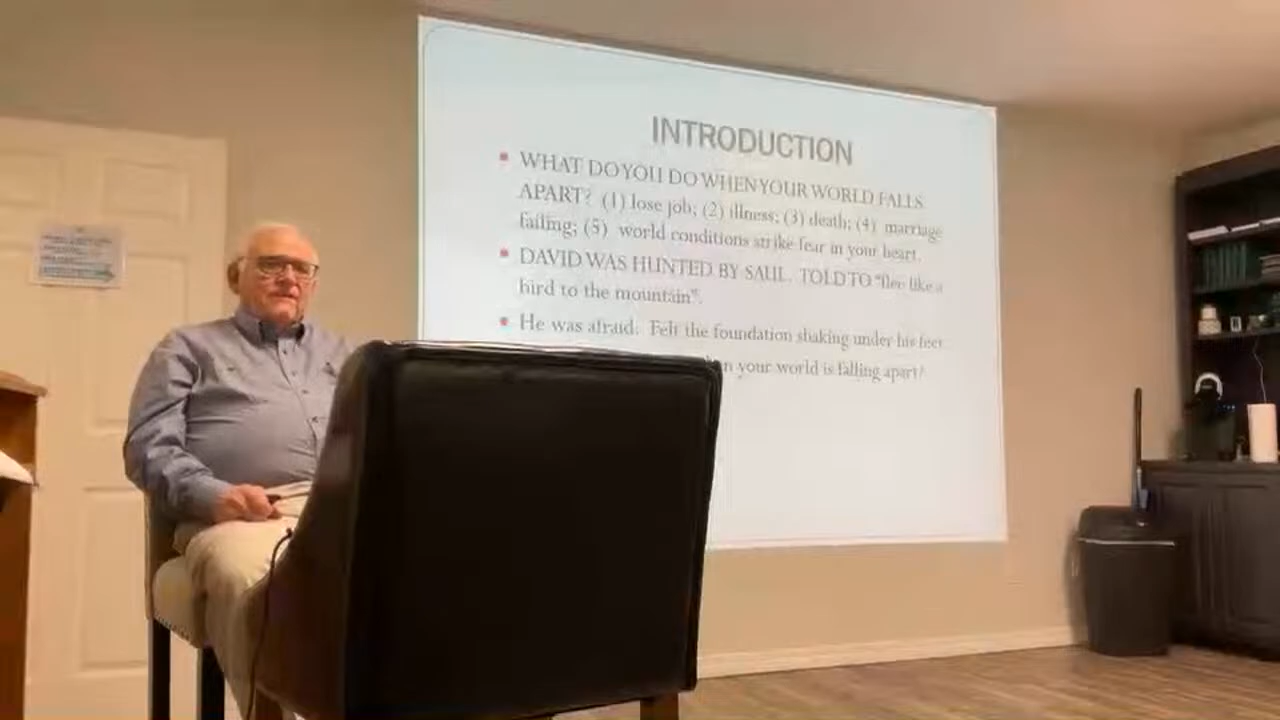 INTRODUCTION
WHAT DO YOU DO WHEN YOUR WORLD FALLS
APART? (1) lose job; (2) illness; (3) death; (4) marriage
failing; (5) world conditions strike fear in your heart.
DAVID WAS HUNTED BY SAUL. TOLD TO "flee like a
bird to the mountain".
He was afraid. Felt the foundation shaking under his feet
your world is falling apart?